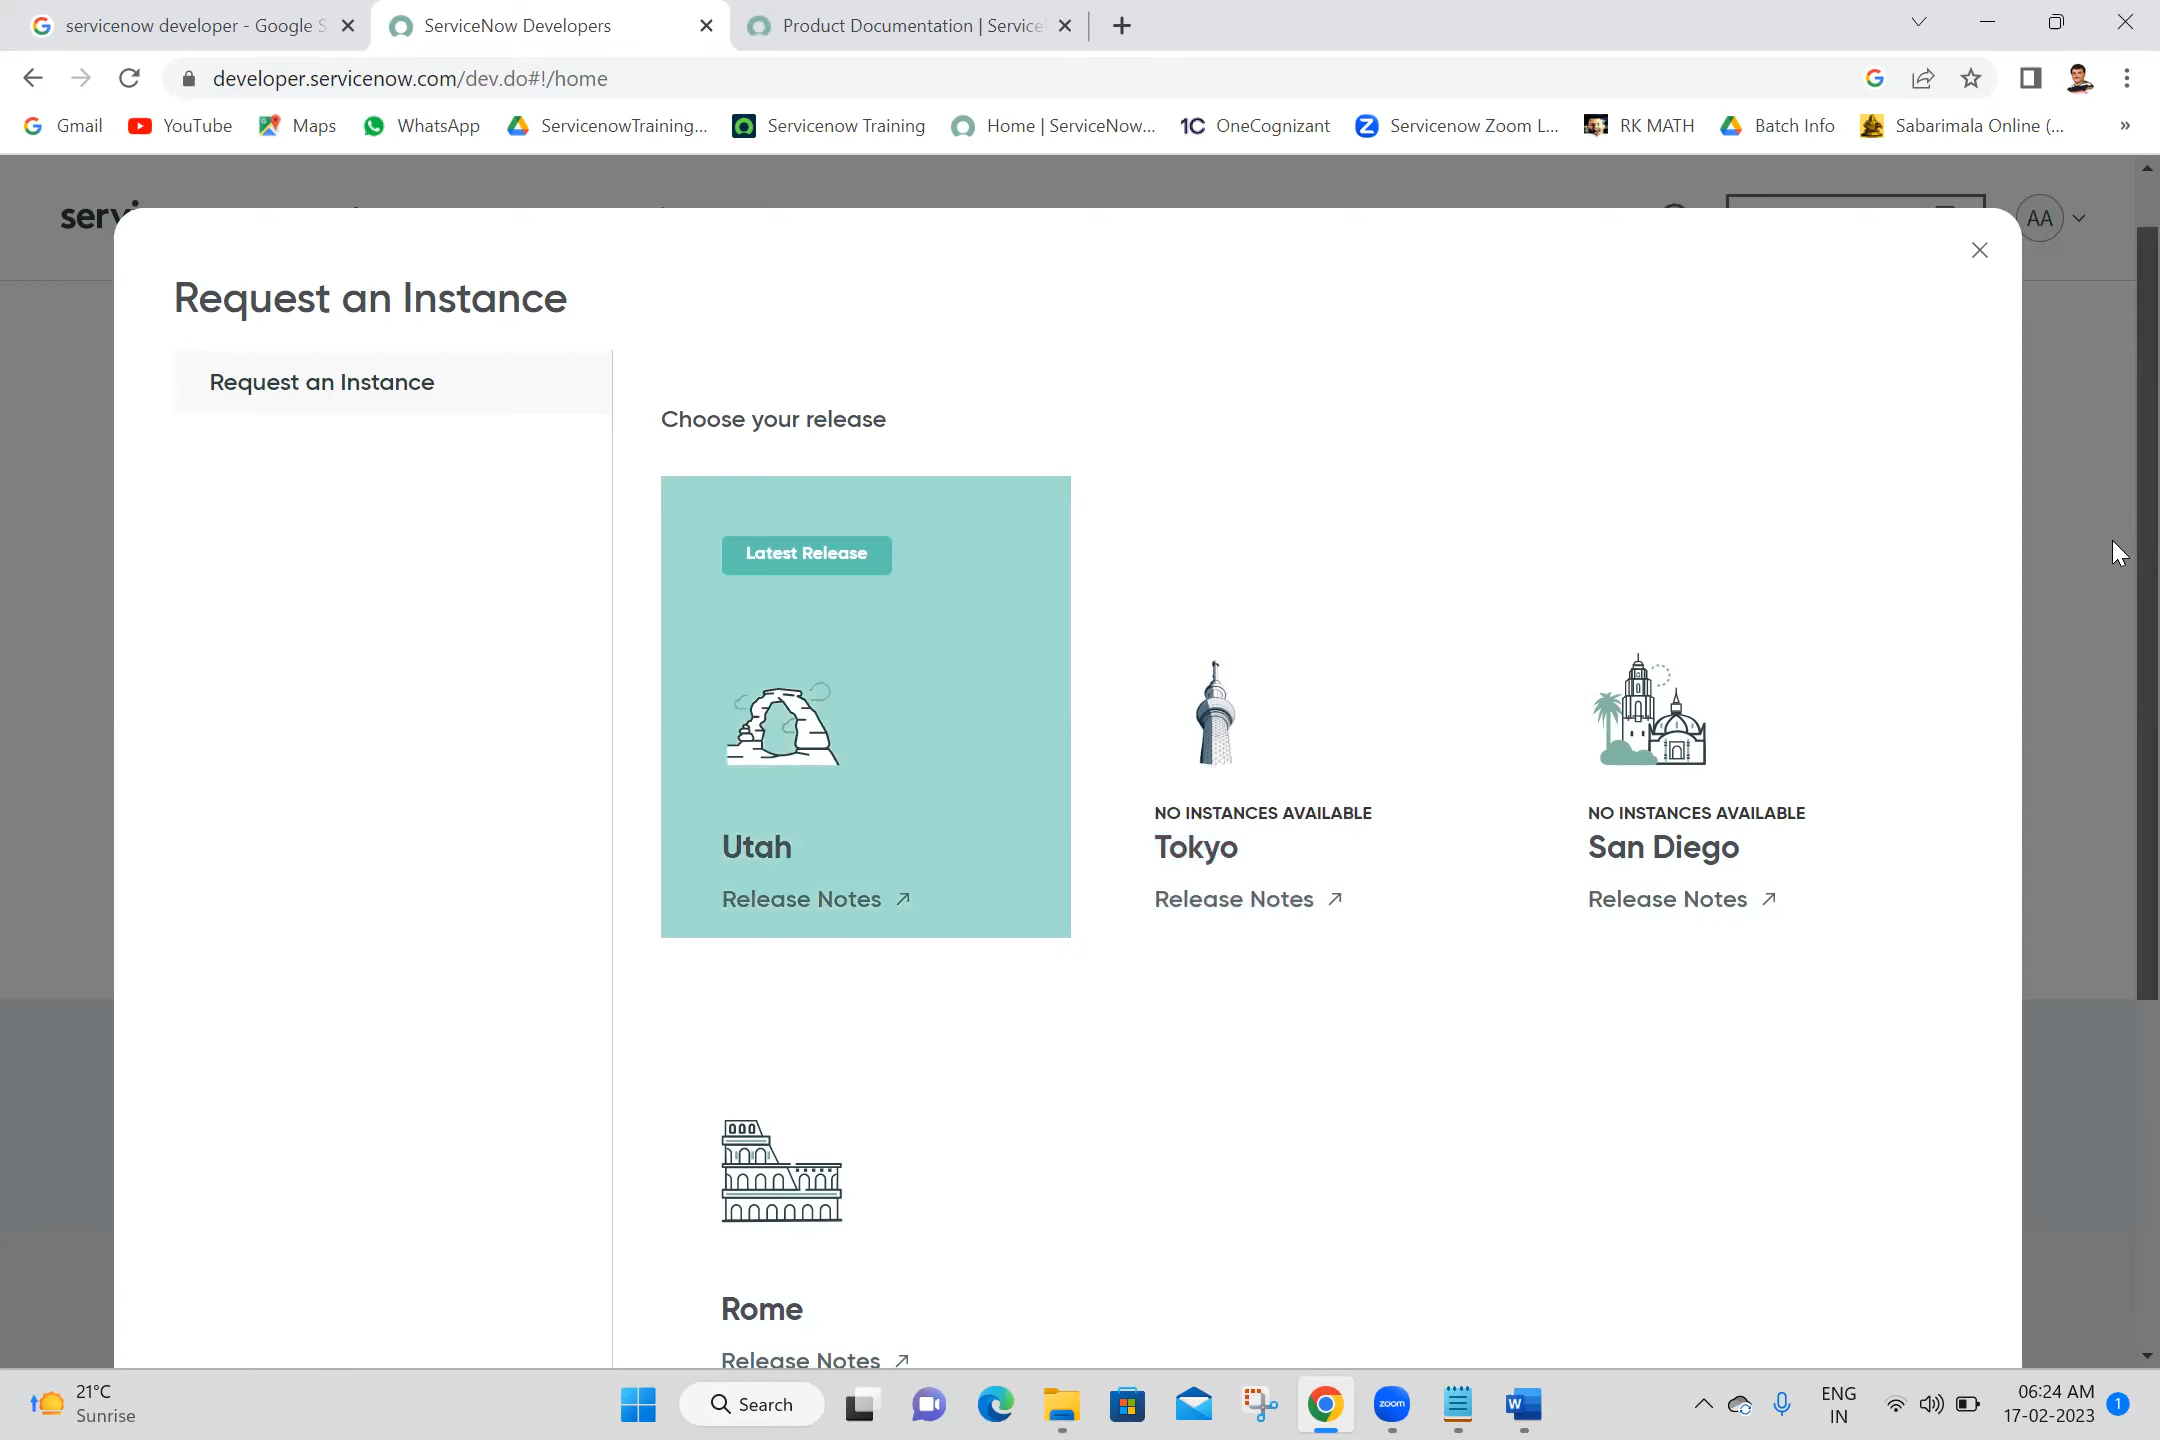 servicenow developer - Google S
ServiceNow Developers
Product Documentation | Service
developer.servicenow.com/dev.do#!/home
Gmail
YouTube
Maps
WhatsApp
ServicenowTraining...
Servicenow Training
Home | ServiceNow...
1C OneCognizant
Servicenow Zoom L...
RK MATH
Batch Info
Sabarimala Online (...
»
AA
Request an Instance
Request an Instance
Choose your release
Latest Release
Utah
Release Notes
NO INSTANCES AVAILABLE
Tokyo
Release Notes
NO INSTANCES AVAILABLE
San Diego
Release Notes
Rome
Release Notes
21°C
Sunrise
Search
zoom
W
ENG
IN
06:24 AM
17-02-2023
1